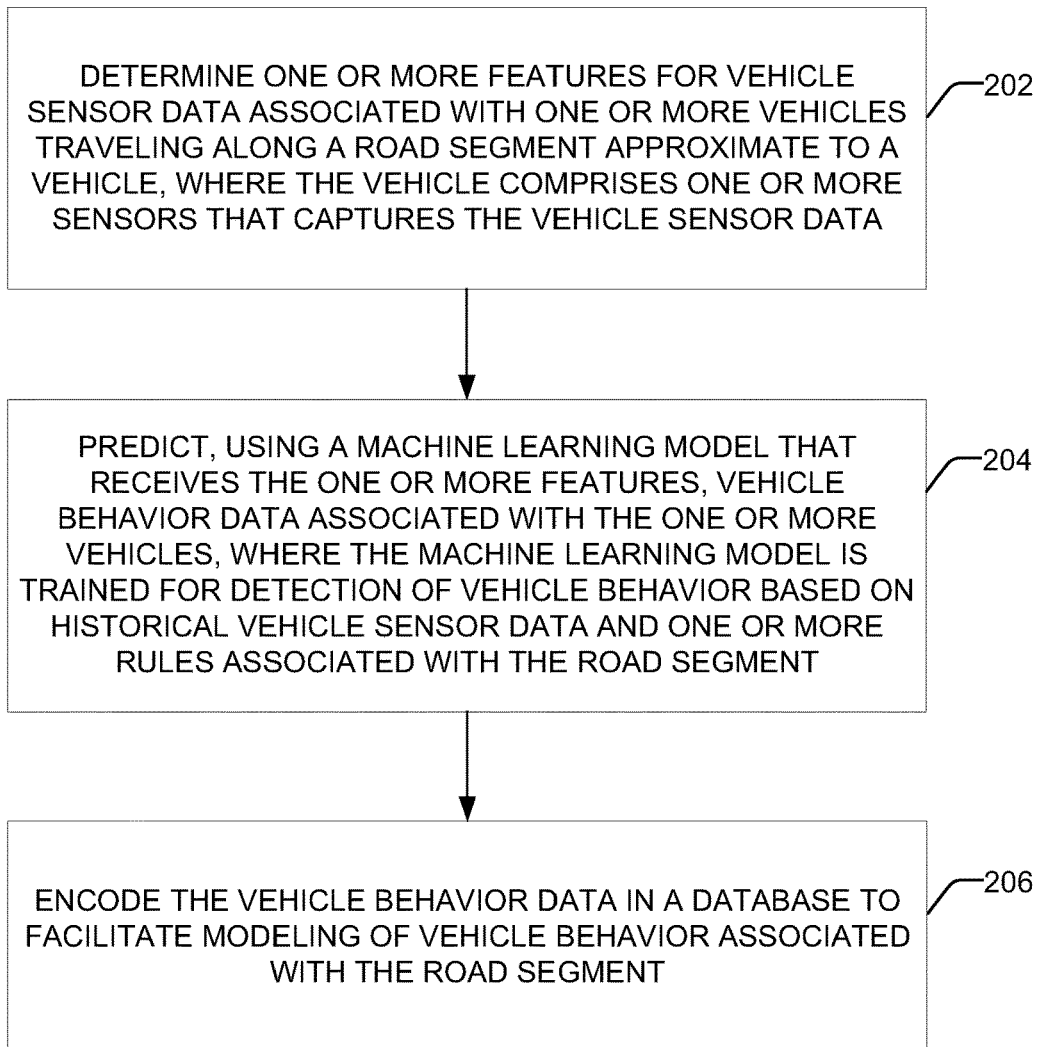 DETERMINE ONE OR MORE FEATURES FOR VEHICLE
SENSOR DATA ASSOCIATED WITH ONE OR MORE VEHICLES
TRAVELING ALONG A ROAD SEGMENT APPROXIMATE TO A
VEHICLE, WHERE THE VEHICLE COMPRISES ONE OR MORE
SENSORS THAT CAPTURES THE VEHICLE SENSOR DATA
202
PREDICT, USING A MACHINE LEARNING MODEL THAT
RECEIVES THE ONE OR MORE FEATURES, VEHICLE
BEHAVIOR DATA ASSOCIATED WITH THE ONE OR MORE
VEHICLES, WHERE THE MACHINE LEARNING MODEL IS
TRAINED FOR DETECTION OF VEHICLE BEHAVIOR BASED ON
HISTORICAL VEHICLE SENSOR DATA AND ONE OR MORE
RULES ASSOCIATED WITH THE ROAD SEGMENT
204
ENCODE THE VEHICLE BEHAVIOR DATA IN A DATABASE TO
FACILITATE MODELING OF VEHICLE BEHAVIOR ASSOCIATED
WITH THE ROAD SEGMENT
206